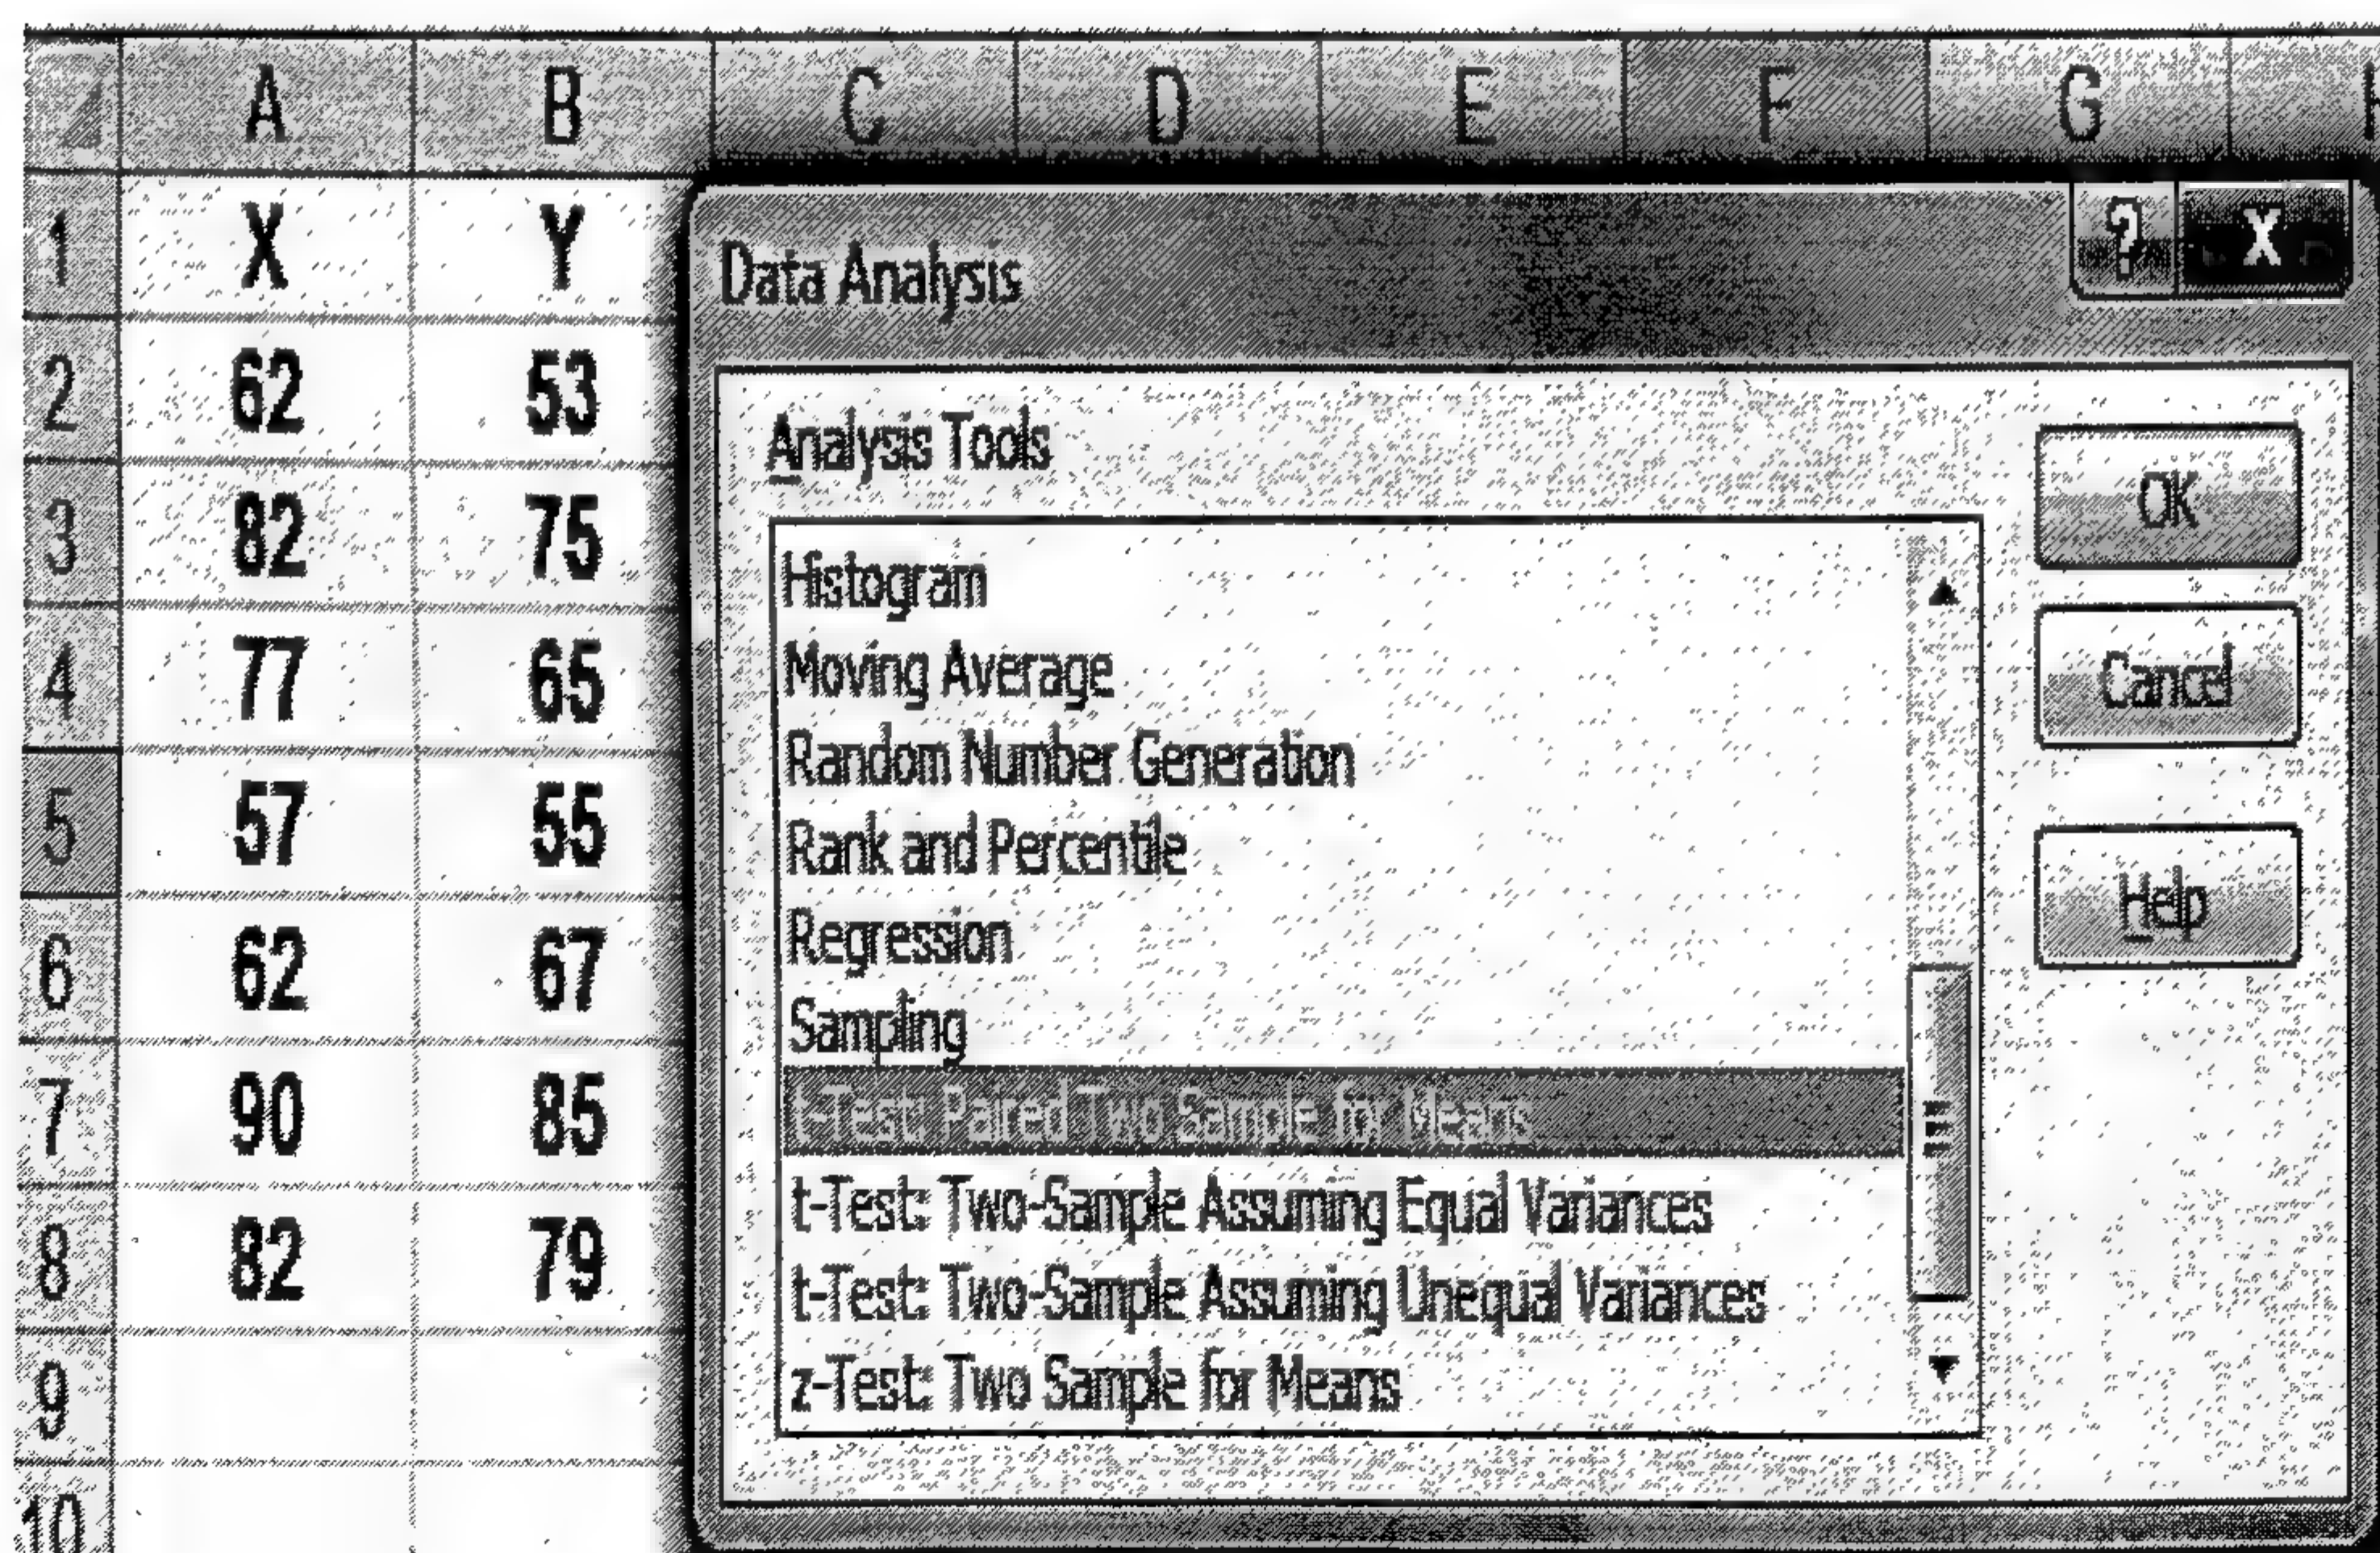 A B C D E F G
1 X Y
2 62 53
3 82 75
4 77 65
5 57 55
6 62 67
7 90 85
8 82 79
9
10
Data Analysis
? X
Analysis Tools
Histogram
Moving Average
Random Number Generation
Rank and Percentile
Regression
Sampling
t-Test: Paired Two Sample for Means
t-Test: Two-Sample Assuming Equal Variances
t-Test: Two-Sample Assuming Unequal Variances
z-Test: Two Sample for Means
OK
Cancel
Help